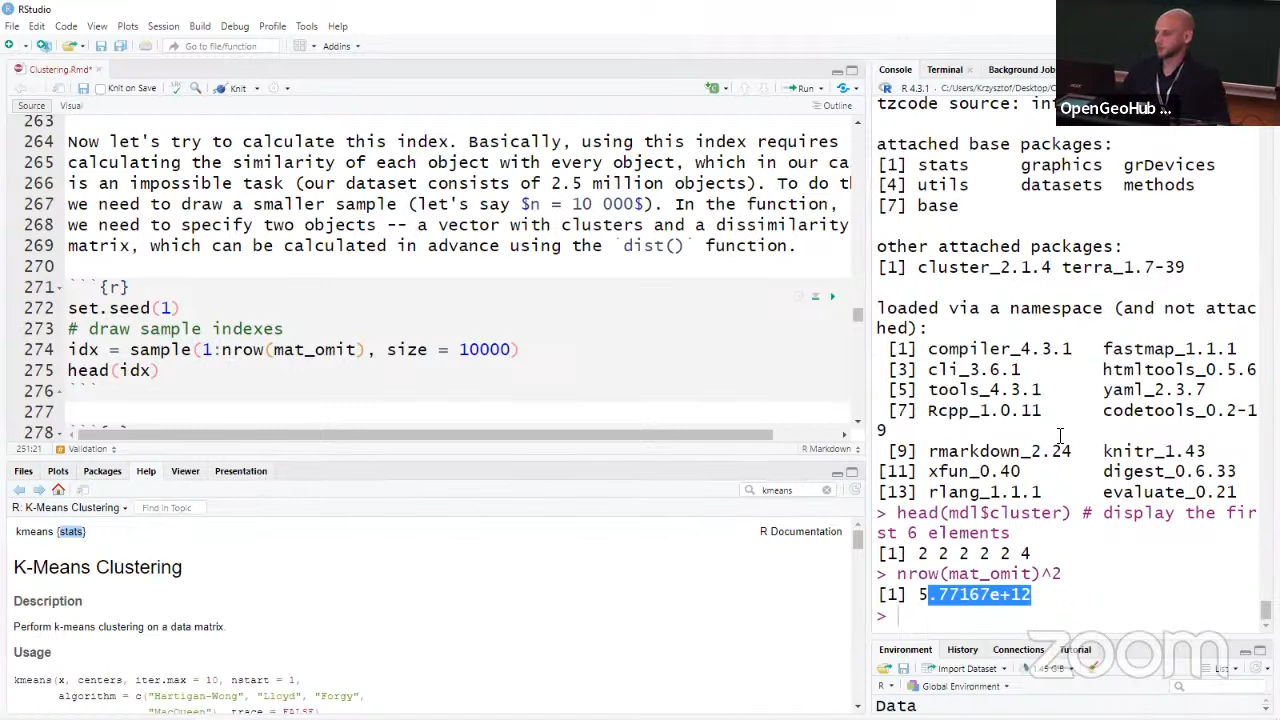 RStudio
File Edit Code View Plots Session Build Debug Profile Tools Help
Go to file/function Addins
Clustering.Rmd*
Knit on Save Knit Run
Source Visual Outline
263
264 Now let's try to calculate this index. Basically, using this index requires
265 calculating the similarity of each object with every object, which in our ca
266 is an impossible task (our dataset consists of 2.5 million objects). To do t
267 we need to draw a smaller sample (let's say $n = 10 000$). In the function,
268 we need to specify two objects -- a vector with clusters and a dissimilarity
269 matrix, which can be calculated in advance using the `dist()` function.
270
271 ```{r}
272 set.seed(1)
273 # draw sample indexes
274 idx = sample(1:nrow(mat_omit), size = 10000)
275 head(idx)
276 ```
277
278
251:21 Validation R Markdown
Files Plots Packages Help Viewer Presentation
kmeans
R: K-Means Clustering Find in Topic
kmeans {stats} R Documentation
K-Means Clustering
Description
Perform k-means clustering on a data matrix.
Usage
kmeans(x, centers, iter.max = 10, nstart = 1,
algorithm = c("Hartigan-Wong", "Lloyd", "Forgy",
"MacQueen"), trace = FALSE)
Console Terminal Background Job
R 4.3.1 · C:/Users/Krzysztof/Desktop/O
OpenGeoHub ...
tzcode source: in
attached base packages:
[1] stats graphics grDevices
[4] utils datasets methods
[7] base
other attached packages:
[1] cluster_2.1.4 terra_1.7-39
loaded via a namespace (and not attac
hed):
[1] compiler_4.3.1 fastmap_1.1.1
[3] cli_3.6.1 htmltools_0.5.6
[5] tools_4.3.1 yaml_2.3.7
[7] Rcpp_1.0.11 codetools_0.2-1
9
[9] rmarkdown_2.24 knitr_1.43
[11] xfun_0.40 digest_0.6.33
[13] rlang_1.1.1 evaluate_0.21
> head(mdl$cluster) # display the fir
st 6 elements
[1] 2 2 2 2 2 4
> nrow(mat_omit)^2
[1] 5.77167e+12
>
Environment History Connections Tutorial
Import Dataset 1.45 GiB List
R Global Environment
Data
zoom